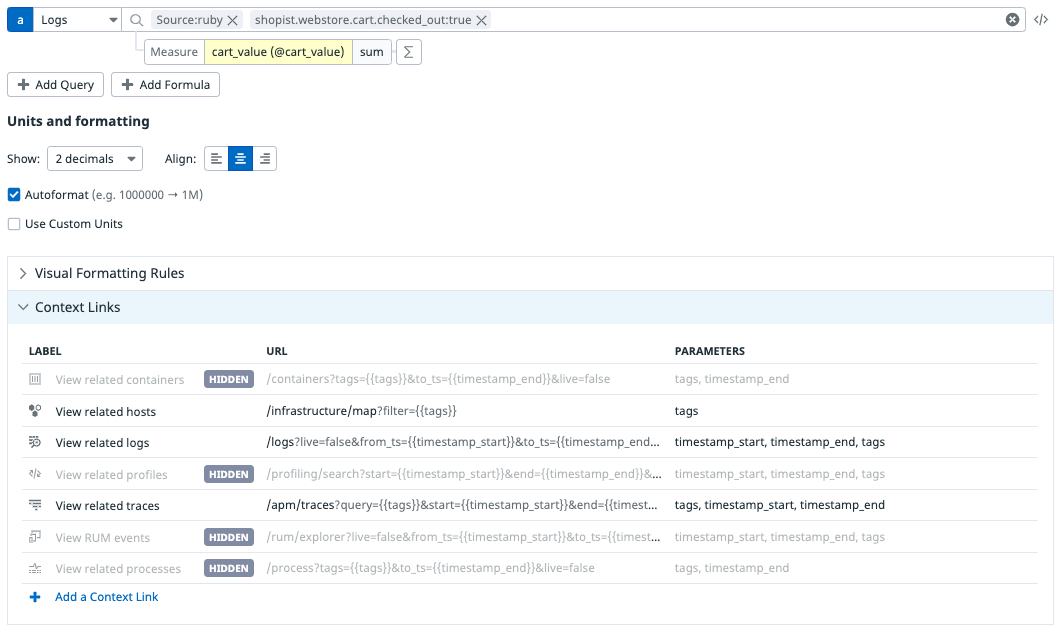 a Logs Source:ruby shopist.webstore.cart.checked_out:true </>
Measure cart_value (@cart_value) sum Σ
Add Query Add Formula
Units and formatting
Show: 2 decimals Align:
Autoformat (e.g. 1000000 → 1M)
Use Custom Units
Visual Formatting Rules
Context Links
LABEL URL PARAMETERS
View related containers HIDDEN /containers?tags={{tags}}&to_ts={{timestamp_end}}&live=false tags, timestamp_end
View related hosts /infrastructure/map?filter={{tags}} tags
View related logs /logs?live=false&from_ts={{timestamp_start}}&to_ts={{timestamp_end... timestamp_start, timestamp_end, tags
View related profiles HIDDEN /profiling/search?start={{timestamp_start}}&end={{timestamp_end}}&... timestamp_start, timestamp_end, tags
View related traces /apm/traces?query={{tags}}&start={{timestamp_start}}&end={{timest... tags, timestamp_start, timestamp_end
View RUM events HIDDEN /rum/explorer?live=false&from_ts={{timestamp_start}}&to_ts={{timest... timestamp_start, timestamp_end, tags
View related processes HIDDEN /process?tags={{tags}}&to_ts={{timestamp_end}}&live=false tags, timestamp_end
Add a Context Link